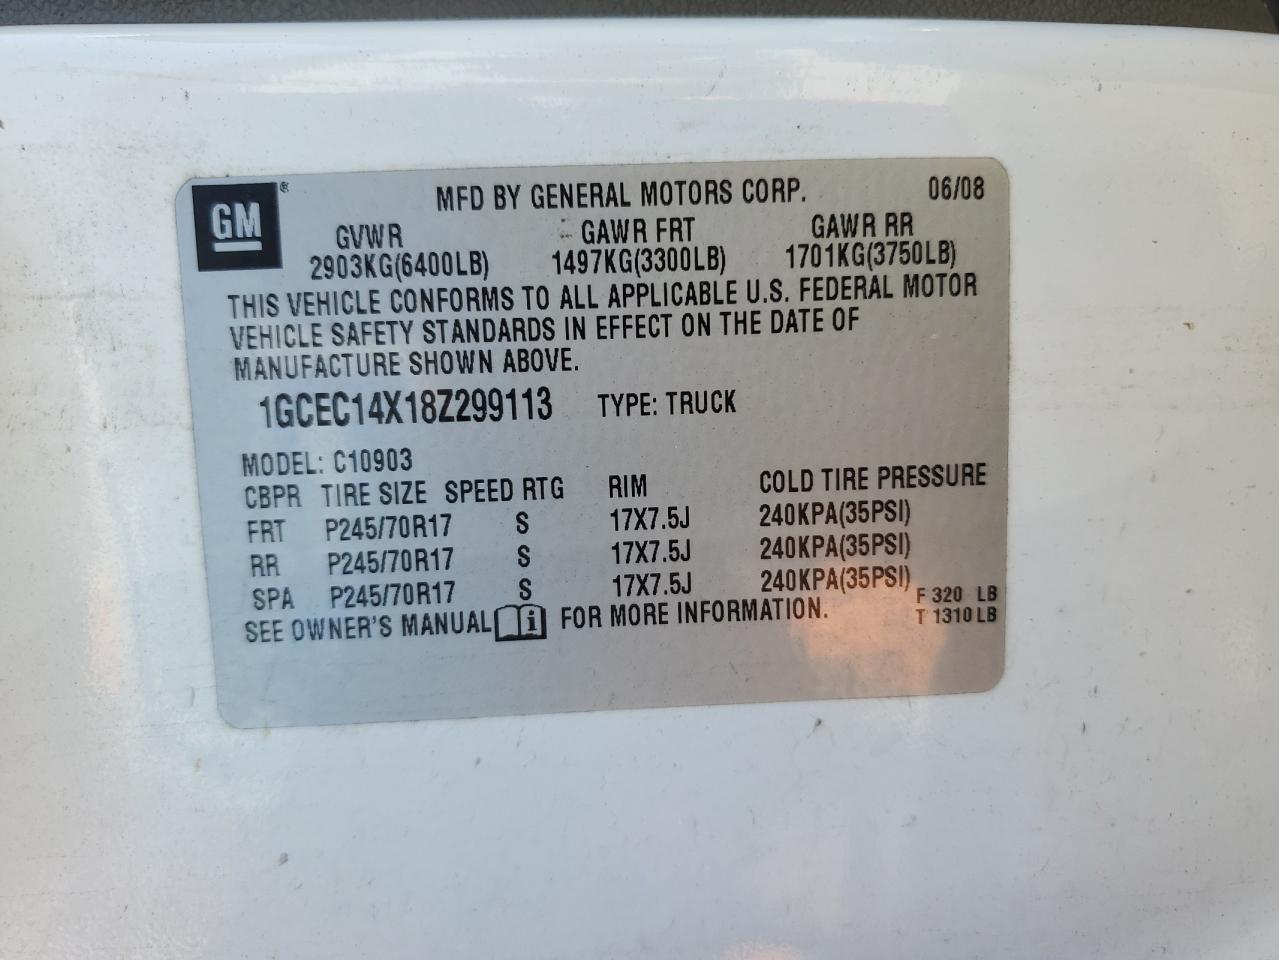 GM ® MFD BY GENERAL MOTORS CORP. 06/08
GVWR GAWR FRT GAWR RR
2903KG(6400LB) 1497KG(3300LB) 1701KG(3750LB)
THIS VEHICLE CONFORMS TO ALL APPLICABLE U.S. FEDERAL MOTOR
VEHICLE SAFETY STANDARDS IN EFFECT ON THE DATE OF
MANUFACTURE SHOWN ABOVE.
1GCEC14X18Z299113 TYPE: TRUCK
MODEL: C10903
CBPR TIRE SIZE SPEED RTG RIM COLD TIRE PRESSURE
FRT P245/70R17 S 17X7.5J 240KPA(35PSI)
RR P245/70R17 S 17X7.5J 240KPA(35PSI)
SPA P245/70R17 S 17X7.5J 240KPA(35PSI)
F 320 LB
SEE OWNER'S MANUAL i FOR MORE INFORMATION. T 1310 LB